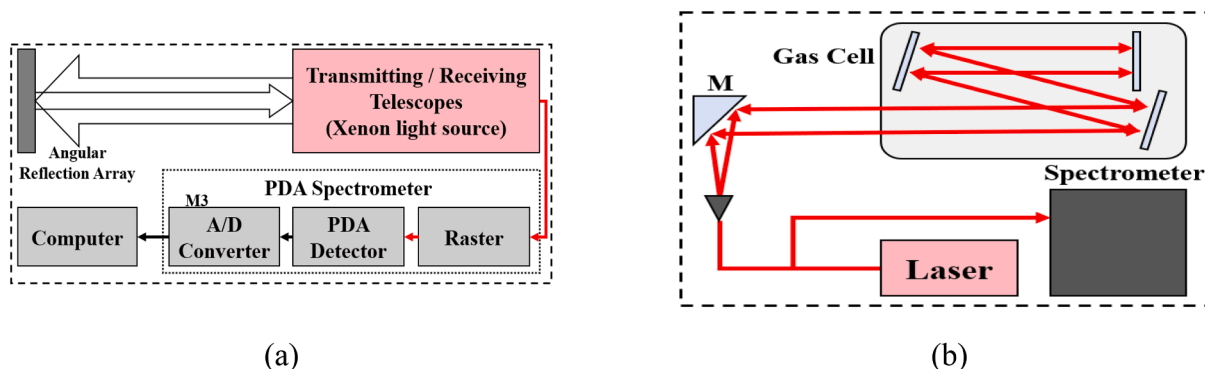 Transmitting / Receiving
Telescopes
(Xenon light source)
Angular
Reflection Array
PDA Spectrometer
M3
Computer
A/D
Converter
PDA
Detector
Raster
(a)
Gas Cell
M
Spectrometer
Laser
(b)